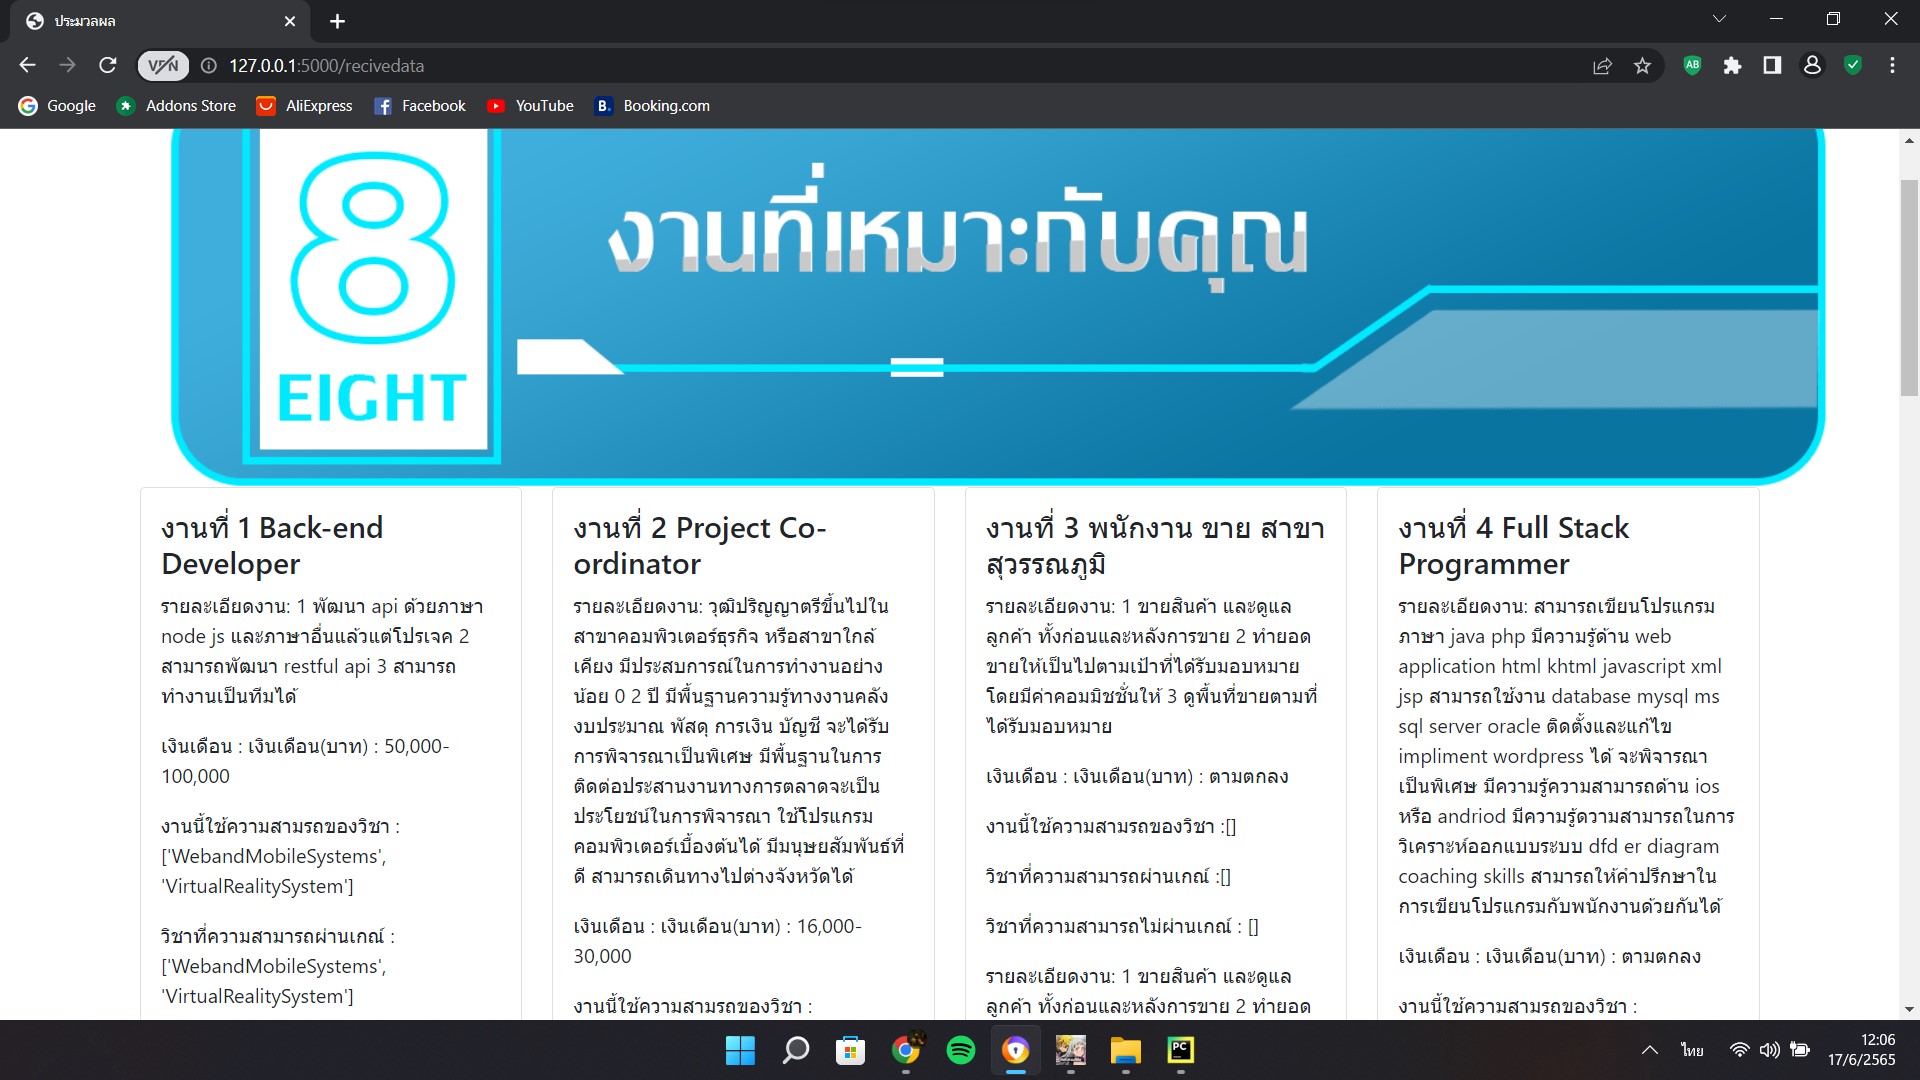 ประมวลผล
VPN
127.0.0.1:5000/recivedata
Google
Addons Store
AliExpress
Facebook
YouTube
Booking.com
8
EIGHT
งานที่เหมาะกับคุณ
งานที่ 1 Back-end
Developer
รายละเอียดงาน: 1 พัฒนา api ด้วยภาษา
node js และภาษาอื่นแล้วแต่โปรเจค 2
สามารถพัฒนา restful api 3 สามารถ
ทำงานเป็นทีมได้
เงินเดือน : เงินเดือน(บาท) : 50,000-
100,000
งานนี้ใช้ความสามรถของวิชา :
['WebandMobileSystems',
'VirtualRealitySystem']
วิชาที่ความสามารถผ่านเกณ์ :
['WebandMobileSystems',
'VirtualRealitySystem']
งานที่ 2 Project Co-
ordinator
รายละเอียดงาน: วุฒิปริญญาตรีขึ้นไปใน
สาขาคอมพิวเตอร์ธุรกิจ หรือสาขาใกล้
เคียง มีประสบการณ์ในการทำงานอย่าง
น้อย 0 2 ปี มีพื้นฐานความรู้ทางงานคลัง
งบประมาณ พัสดุ การเงิน บัญชี จะได้รับ
การพิจารณาเป็นพิเศษ มีพื้นฐานในการ
ติดต่อประสานงานทางการตลาดจะเป็น
ประโยชน์ในการพิจารณา ใช้โปรแกรม
คอมพิวเตอร์เบื้องต้นได้ มีมนุษยสัมพันธ์ที่
ดี สามารถเดินทางไปต่างจังหวัดได้
เงินเดือน : เงินเดือน(บาท) : 16,000-
30,000
งานนี้ใช้ความสามรถของวิชา :
งานที่ 3 พนักงาน ขาย สาขา
สุวรรณภูมิ
รายละเอียดงาน: 1 ขายสินค้า และดูแล
ลูกค้า ทั้งก่อนและหลังการขาย 2 ทำยอด
ขายให้เป็นไปตามเป้าที่ได้รับมอบหมาย
โดยมีค่าคอมมิชชั่นให้ 3 ดูพื้นที่ขายตามที่
ได้รับมอบหมาย
เงินเดือน : เงินเดือน(บาท) : ตามตกลง
งานนี้ใช้ความสามรถของวิชา :[]
วิชาที่ความสามารถผ่านเกณ์ :[]
วิชาที่ความสามารถไม่ผ่านเกณ์ : []
รายละเอียดงาน: 1 ขายสินค้า และดูแล
ลูกค้า ทั้งก่อนและหลังการขาย 2 ทำยอด
งานที่ 4 Full Stack
Programmer
รายละเอียดงาน: สามารถเขียนโปรแกรม
ภาษา java php มีความรู้ด้าน web
application html khtml javascript xml
jsp สามารถใช้งาน database mysql ms
sql server oracle ติดตั้งและแก้ไข
impliment wordpress ได้ จะพิจารณา
เป็นพิเศษ มีความรู้ความสามารถด้าน ios
หรือ andriod มีความรู้ดวามสามารถในการ
วิเคราะห์ออกแบบระบบ dfd er diagram
coaching skills สามารถให้คำปรึกษาใน
การเขียนโปรแกรมกับพนักงานด้วยกันได้
เงินเดือน : เงินเดือน(บาท) : ตามตกลง
งานนี้ใช้ความสามรถของวิชา :
PC
ไทย
12:06
17/6/2565